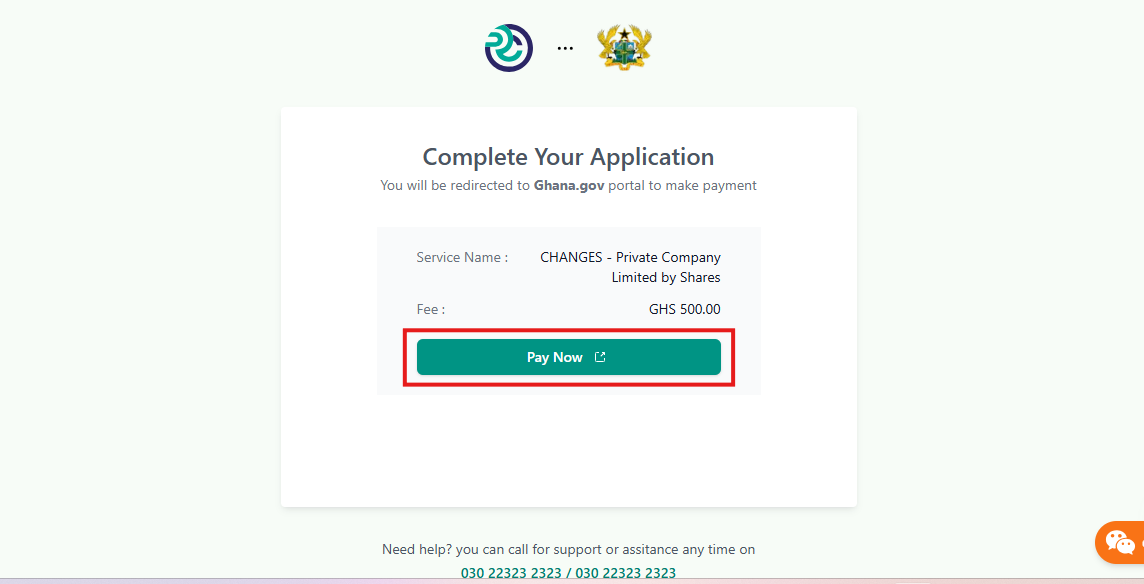 Complete Your Application
You will be redirected to Ghana.gov portal to make payment
Service Name : CHANGES - Private Company
Limited by Shares
Fee : GHS 500.00
Pay Now
Need help? you can call for support or assitance any time on
030 22323 2323 / 030 22323 2323